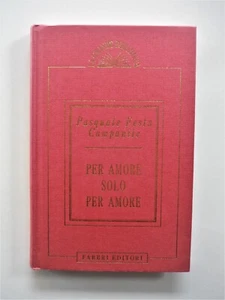 Pasquale Festa
Campanile
PER AMORE
SOLO
PER AMORE
FABBRI EDITORI